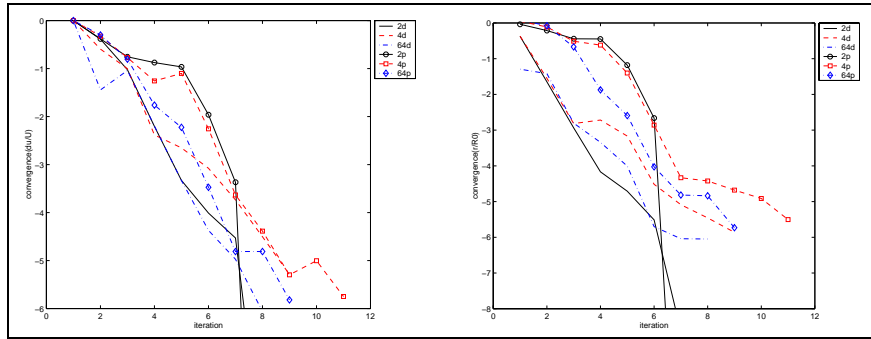 0
−1
−2
−3
−4
−5
−6
0
2
4
6
8
10
12
iteration
convergence(du/U)
2d
4d
64d
2p
4p
64p
0
−1
−2
−3
−4
−5
−6
−7
−8
0
2
4
6
8
10
12
iteration
convergence(r/R0)
2d
4d
64d
2p
4p
64p